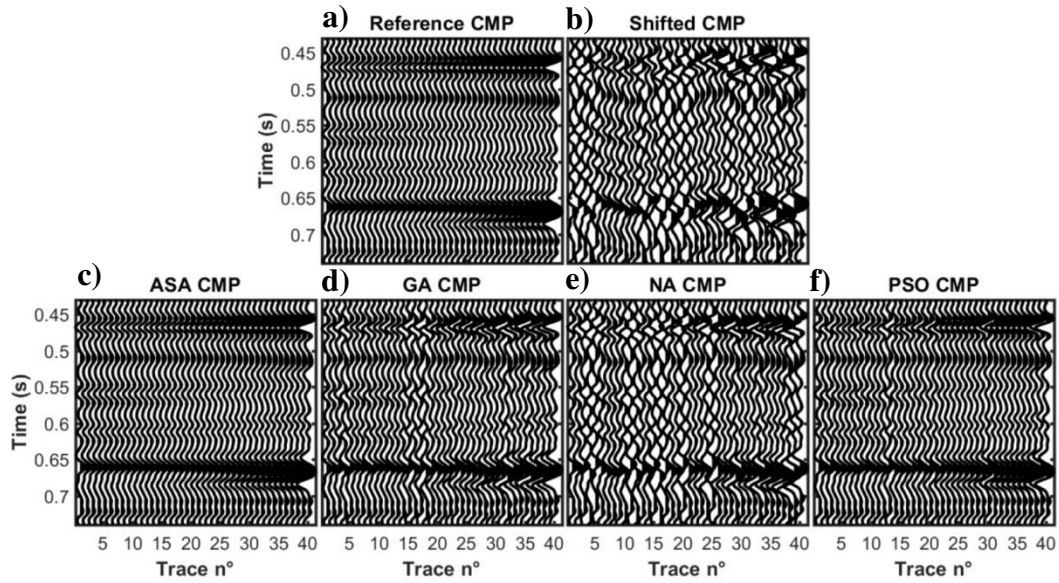 a) Reference CMP
b) Shifted CMP
Time (s)
0.45
0.5
0.55
0.6
0.65
0.7
c) ASA CMP
d) GA CMP
e) NA CMP
f) PSO CMP
Time (s)
0.45
0.5
0.55
0.6
0.65
0.7
5 10 15 20 25 30 35 40
5 10 15 20 25 30 35 40
5 10 15 20 25 30 35 40
5 10 15 20 25 30 35 40
Trace n°
Trace n°
Trace n°
Trace n°